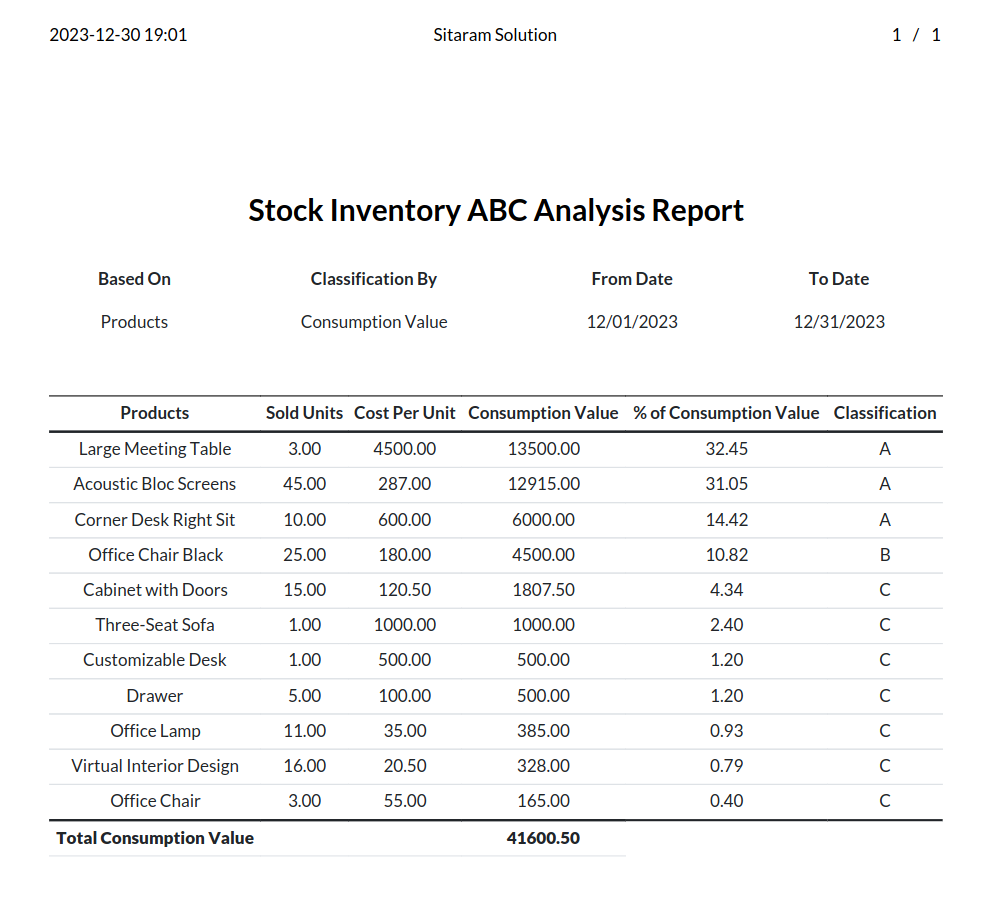 2023-12-30 19:01 Sitaram Solution 1 / 1
Stock Inventory ABC Analysis Report
Based On Classification By From Date To Date
Products Consumption Value 12/01/2023 12/31/2023
Products Sold Units Cost Per Unit Consumption Value % of Consumption Value Classification
Large Meeting Table 3.00 4500.00 13500.00 32.45 A
Acoustic Bloc Screens 45.00 287.00 12915.00 31.05 A
Corner Desk Right Sit 10.00 600.00 6000.00 14.42 A
Office Chair Black 25.00 180.00 4500.00 10.82 B
Cabinet with Doors 15.00 120.50 1807.50 4.34 C
Three-Seat Sofa 1.00 1000.00 1000.00 2.40 C
Customizable Desk 1.00 500.00 500.00 1.20 C
Drawer 5.00 100.00 500.00 1.20 C
Office Lamp 11.00 35.00 385.00 0.93 C
Virtual Interior Design 16.00 20.50 328.00 0.79 C
Office Chair 3.00 55.00 165.00 0.40 C
Total Consumption Value 41600.50